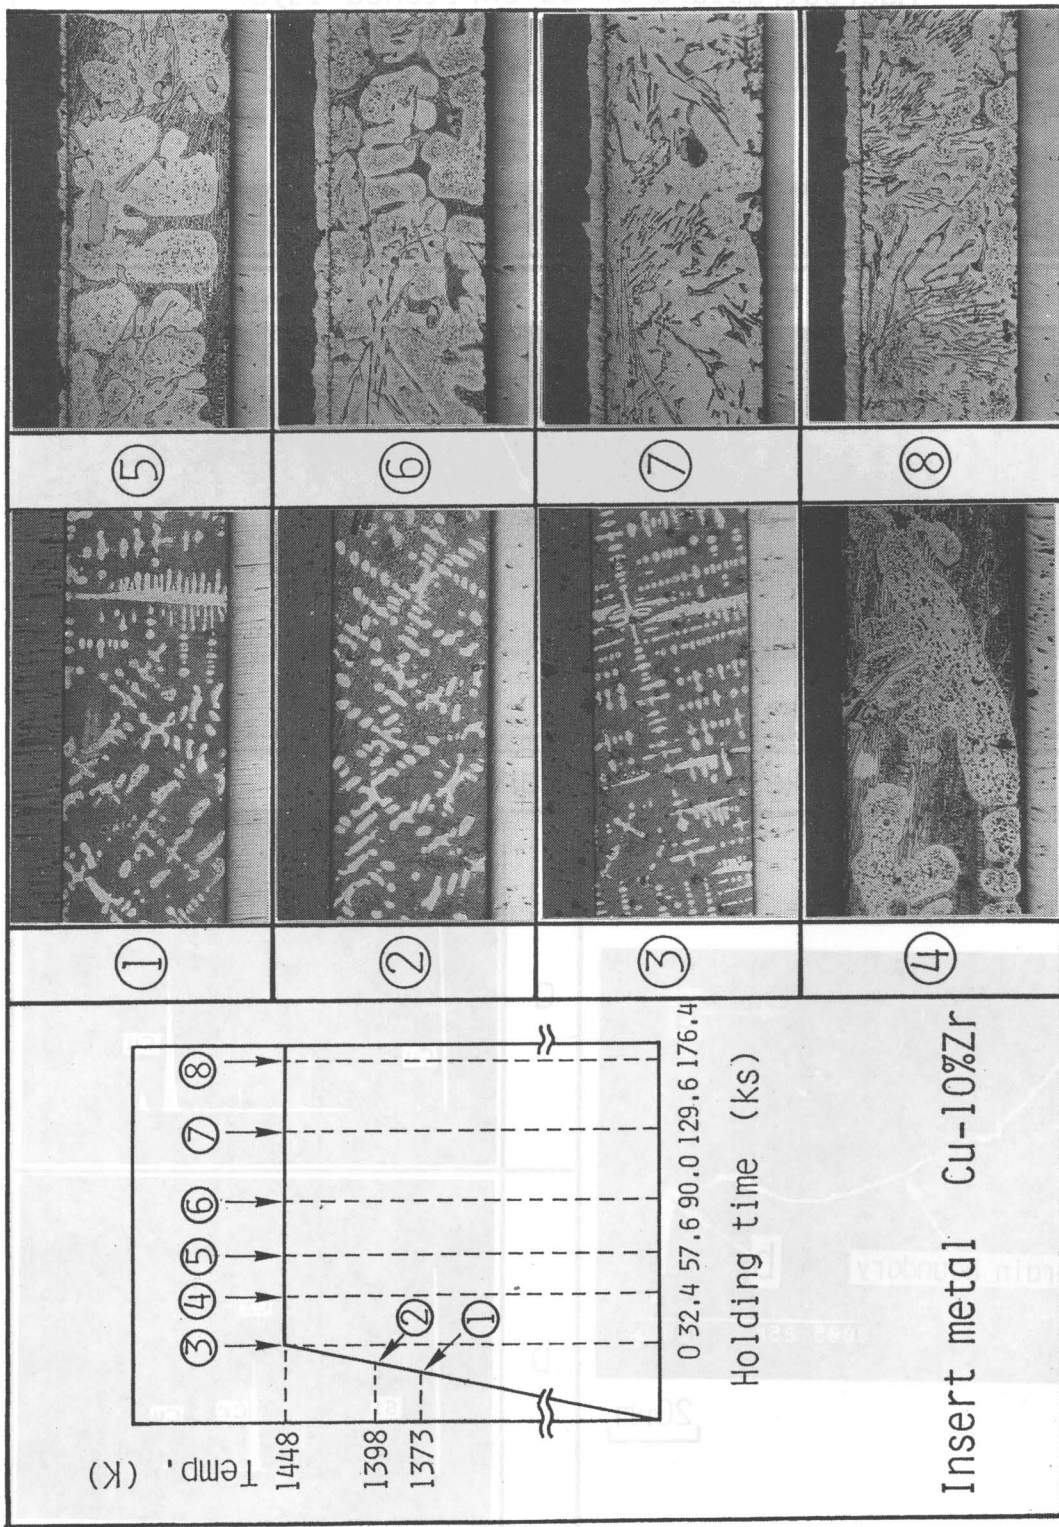 ① ⑤
② ⑥
③ ⑦
④ ⑧
Temp. (K)
1448
1398
1373
③ ④ ⑤ ⑥ ⑦ ⑧
②
①
0 32.4 57.6 90.0 129.6 176.4
Holding time (ks)
Insert metal Cu-10%Zr